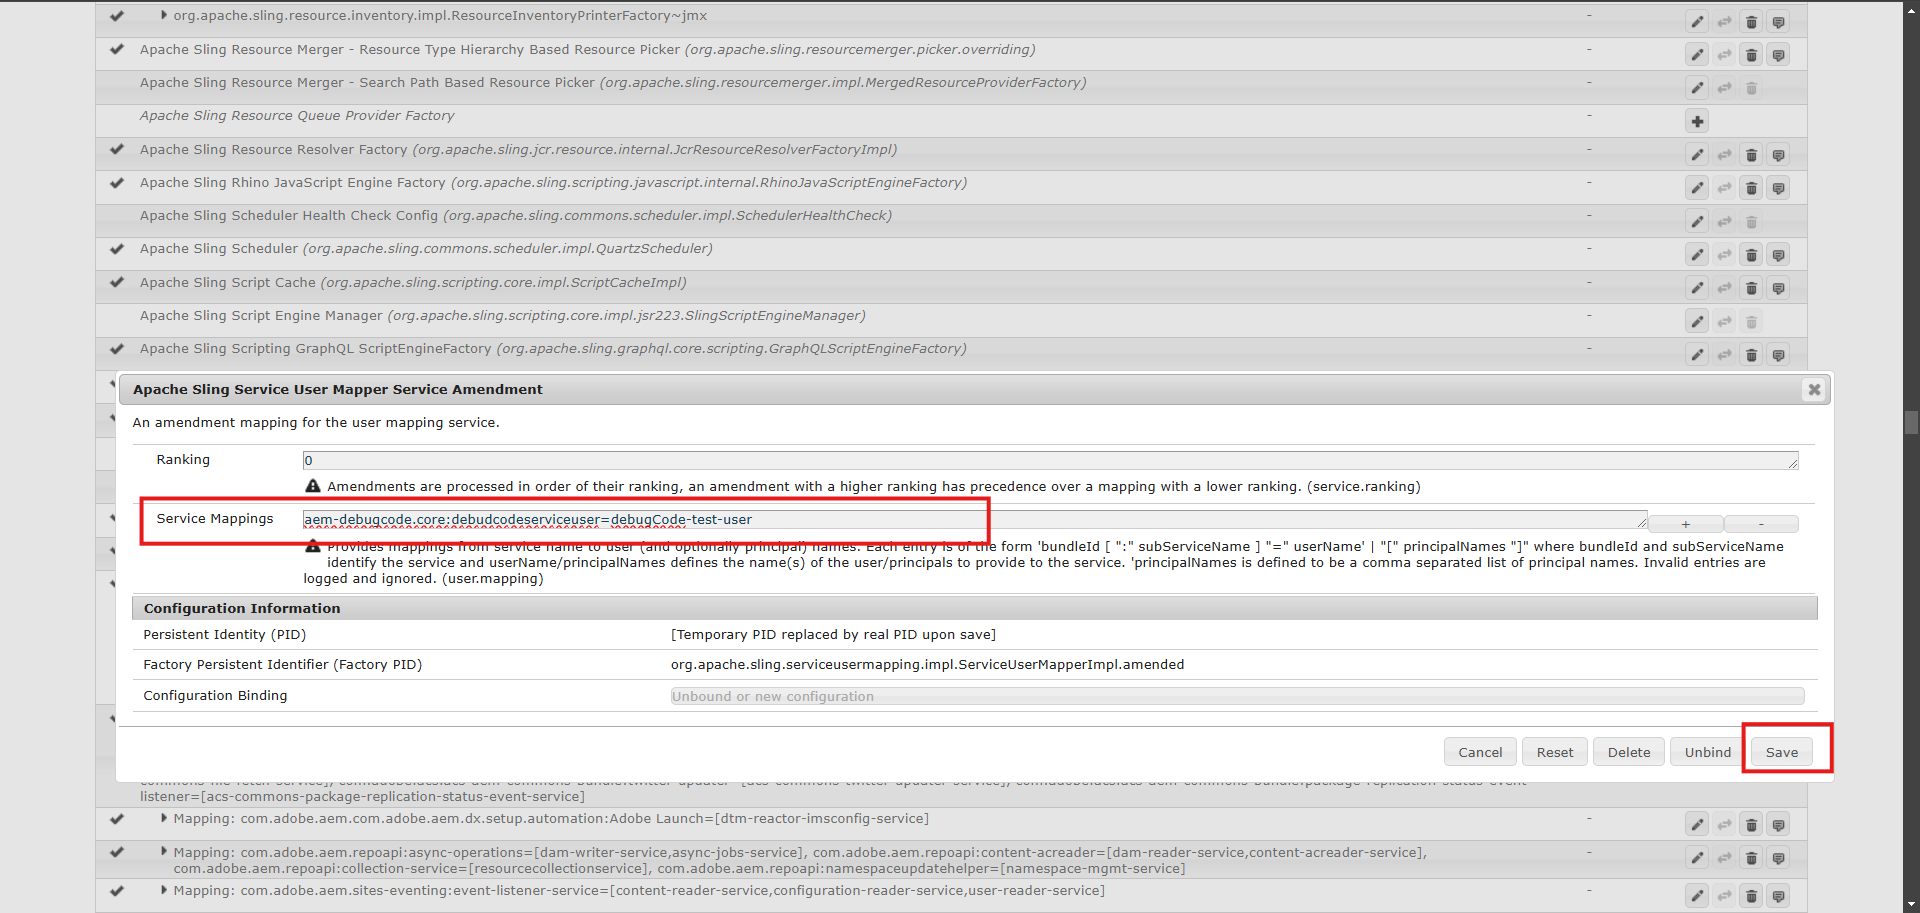 org.apache.sling.resource.inventory.impl.ResourceInventoryPrinterFactory~jmx -
Apache Sling Resource Merger - Resource Type Hierarchy Based Resource Picker (org.apache.sling.resourcemerger.picker.overriding) -
Apache Sling Resource Merger - Search Path Based Resource Picker (org.apache.sling.resourcemerger.impl.MergedResourceProviderFactory) -
Apache Sling Resource Queue Provider Factory -
Apache Sling Resource Resolver Factory (org.apache.sling.jcr.resource.internal.JcrResourceResolverFactoryImpl) -
Apache Sling Rhino JavaScript Engine Factory (org.apache.sling.scripting.javascript.internal.RhinoJavaScriptEngineFactory) -
Apache Sling Scheduler Health Check Config (org.apache.sling.commons.scheduler.impl.SchedulerHealthCheck) -
Apache Sling Scheduler (org.apache.sling.commons.scheduler.impl.QuartzScheduler) -
Apache Sling Script Cache (org.apache.sling.scripting.core.impl.ScriptCacheImpl) -
Apache Sling Script Engine Manager (org.apache.sling.scripting.core.impl.jsr223.SlingScriptEngineManager) -
Apache Sling Scripting GraphQL ScriptEngineFactory (org.apache.sling.graphql.core.scripting.GraphQLScriptEngineFactory) -
Apache Sling Service User Mapper Service Amendment
An amendment mapping for the user mapping service.
Ranking 0
Amendments are processed in order of their ranking, an amendment with a higher ranking has precedence over a mapping with a lower ranking. (service.ranking)
Service Mappings aem-debugcode.core:debudcodeserviceuser=debugCode-test-user + -
Provides mappings from service name to user (and optionally principal) names. Each entry is of the form 'bundleId [ ":" subServiceName ] "=" userName' | "[" principalNames "]" where bundleId and subServiceName
identify the service and userName/principalNames defines the name(s) of the user/principals to provide to the service. 'principalNames is defined to be a comma separated list of principal names. Invalid entries are
logged and ignored. (user.mapping)
Configuration Information
Persistent Identity (PID) [Temporary PID replaced by real PID upon save]
Factory Persistent Identifier (Factory PID) org.apache.sling.serviceusermapping.impl.ServiceUserMapperImpl.amended
Configuration Binding Unbound or new configuration
Cancel Reset Delete Unbind Save
listener=[acs-commons-package-replication-status-event-service]
Mapping: com.adobe.aem.com.adobe.aem.dx.setup.automation:Adobe Launch=[dtm-reactor-imsconfig-service] -
Mapping: com.adobe.aem.repoapi:async-operations=[dam-writer-service,async-jobs-service], com.adobe.aem.repoapi:content-acreader=[dam-reader-service,content-acreader-service], -
com.adobe.aem.repoapi:collection-service=[resourcecollectionservice], com.adobe.aem.repoapi:namespaceupdatehelper=[namespace-mgmt-service]
Mapping: com.adobe.aem.sites-eventing:event-listener-service=[content-reader-service,configuration-reader-service,user-reader-service] -